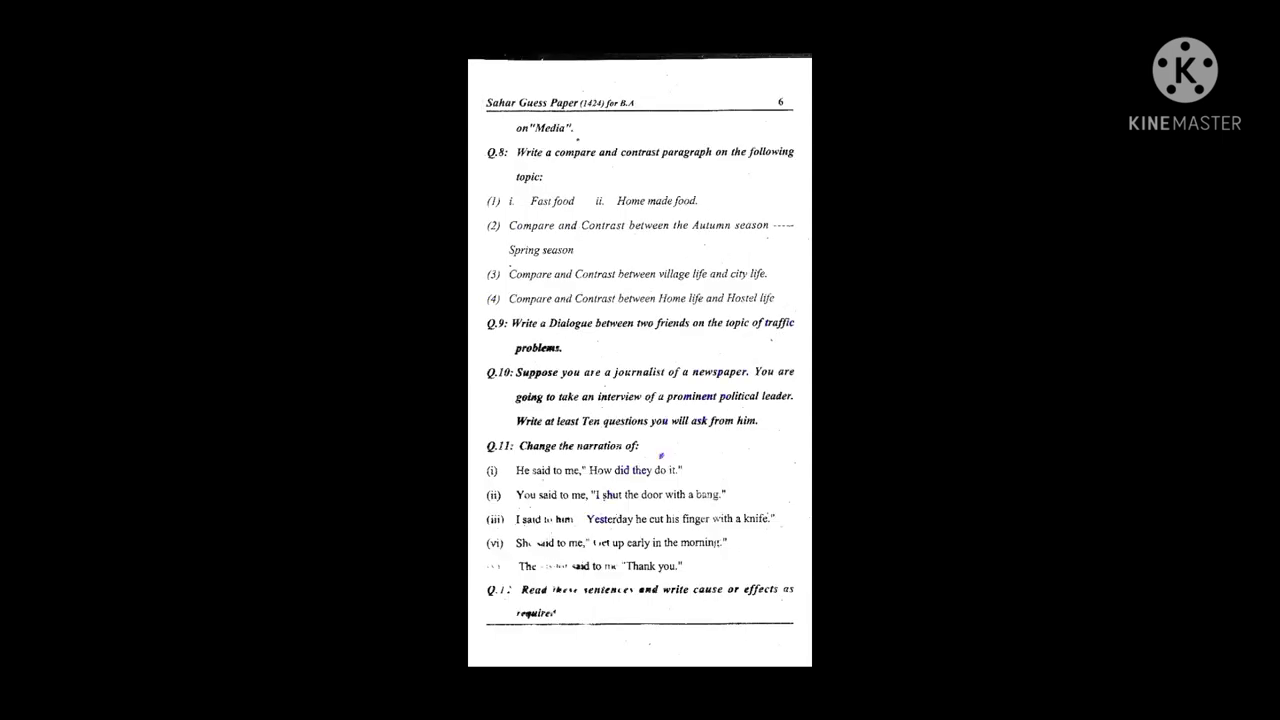 Sahar Guess Paper (1424) for B.A 6
on "Media".
Q.8: Write a compare and contrast paragraph on the following
topic:
(1) i. Fast food ii. Home made food.
(2) Compare and Contrast between the Autumn season -----
Spring season
(3) Compare and Contrast between village life and city life.
(4) Compare and Contrast between Home life and Hostel life
Q.9: Write a Dialogue between two friends on the topic of traffic
problems.
Q.10: Suppose you are a journalist of a newspaper. You are
going to take an interview of a prominent political leader.
Write at least Ten questions you will ask from him.
Q.11: Change the narration of:
(i) He said to me," How did they do it."
(ii) You said to me, "I shut the door with a bang."
(iii) I said to him Yesterday he cut his finger with a knife."
(vi) She said to me," Get up early in the morning."
The said to me "Thank you."
Read these sentences and write cause or effects as
required
K
KINEMASTER